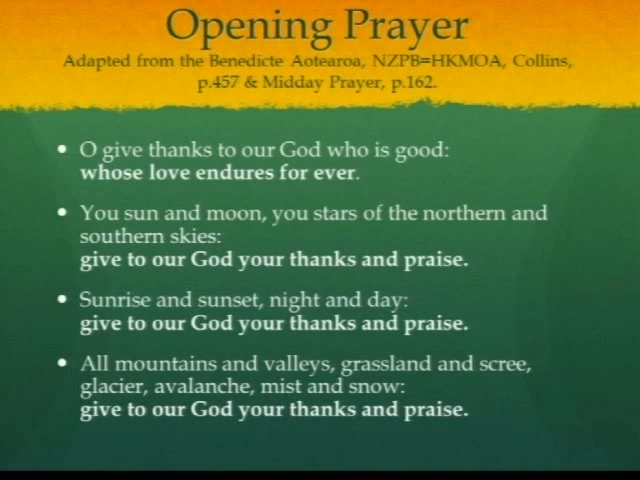 Opening Prayer
Adapted from the Benedicte Aotearoa, NZPB=HKMOA, Collins,
p.457 & Midday Prayer, p.162.
• O give thanks to our God who is good:
whose love endures for ever.
• You sun and moon, you stars of the northern and
southern skies:
give to our God your thanks and praise.
• Sunrise and sunset, night and day:
give to our God your thanks and praise.
• All mountains and valleys, grassland and scree,
glacier, avalanche, mist and snow:
give to our God your thanks and praise.